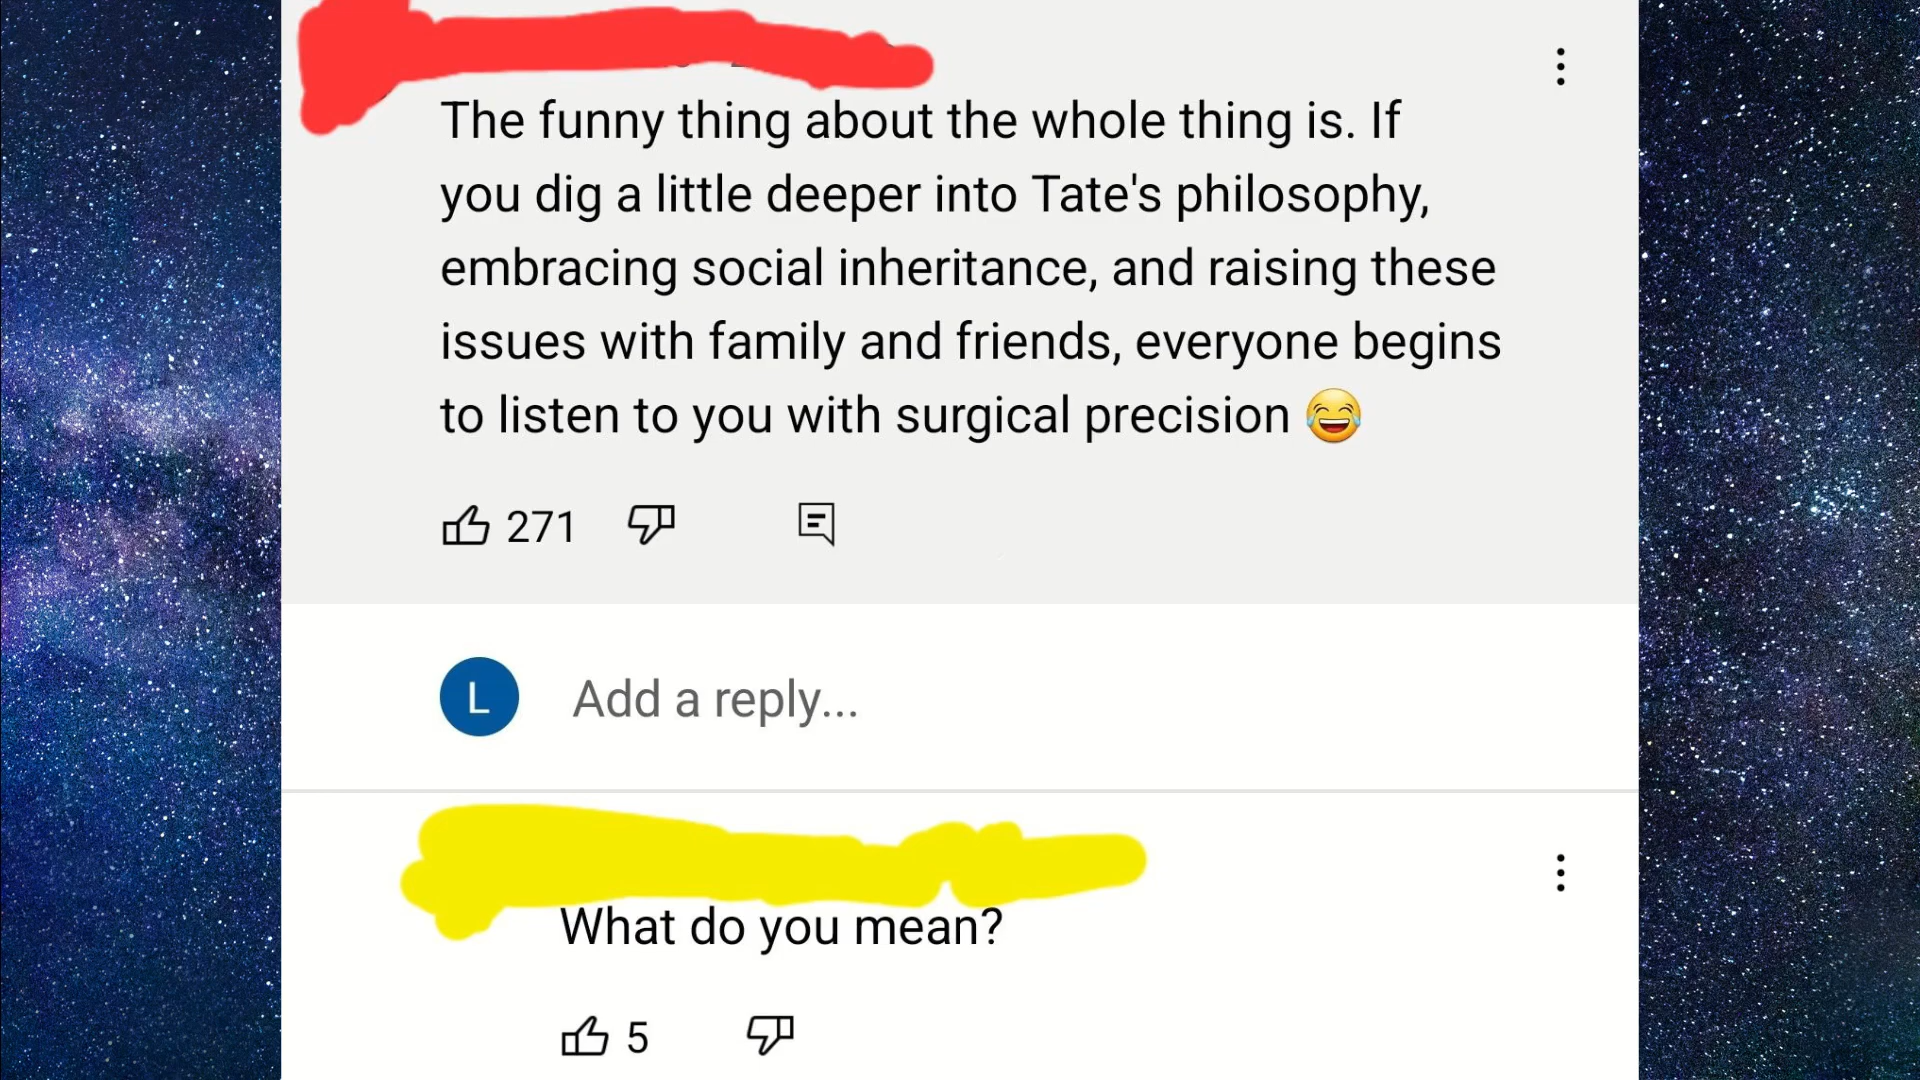 The funny thing about the whole thing is. If
you dig a little deeper into Tate's philosophy,
embracing social inheritance, and raising these
issues with family and friends, everyone begins
to listen to you with surgical precision 😂
271
L
Add a reply...
What do you mean?
5